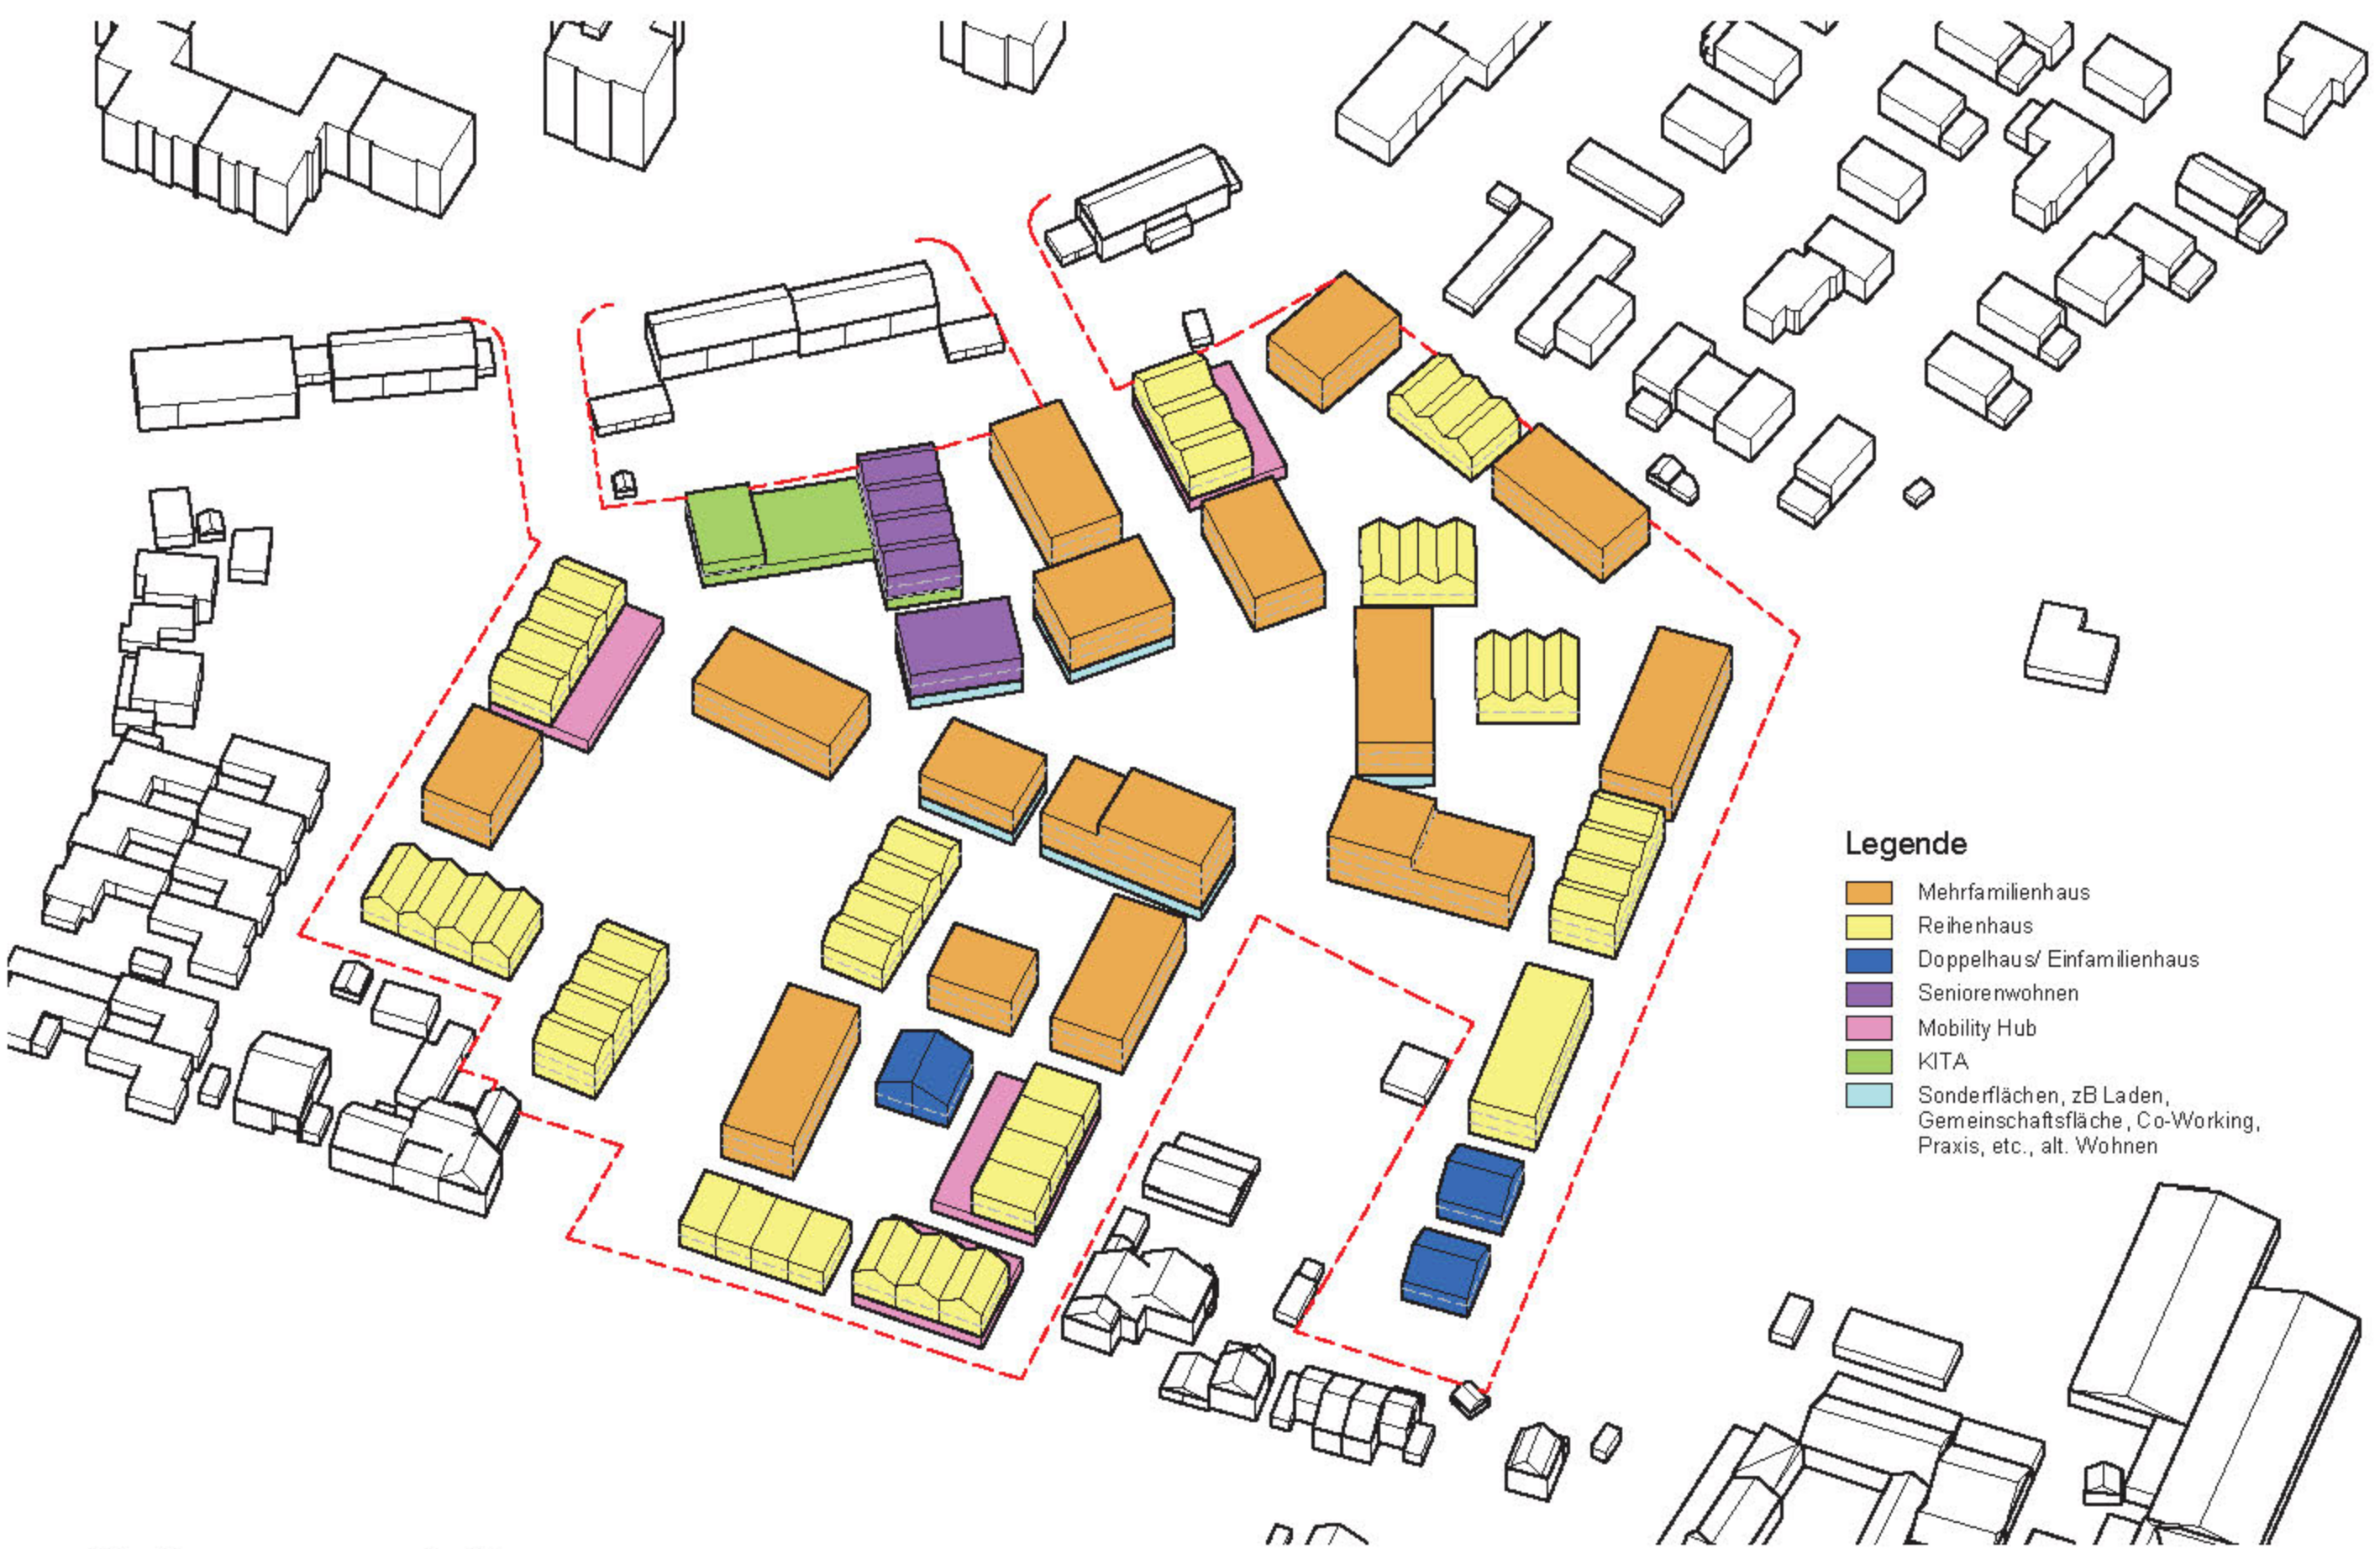 Legende
Mehrfamilienhaus
Reihenhaus
Doppelhaus/ Einfamilienhaus
Seniorenwohnen
Mobility Hub
KITA
Sonderflächen, zB Laden,
Gemeinschaftsfläche, Co-Working,
Praxis, etc., alt. Wohnen